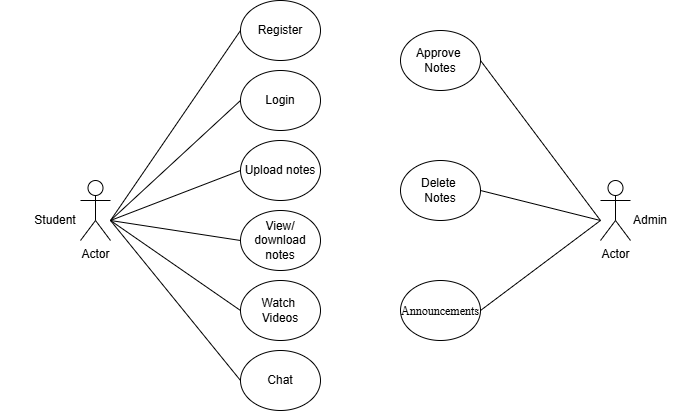 Register
Login
Upload notes
View/
download
notes
Watch
Videos
Chat
Student
Actor
Approve
Notes
Delete
Notes
Announcements
Admin
Actor